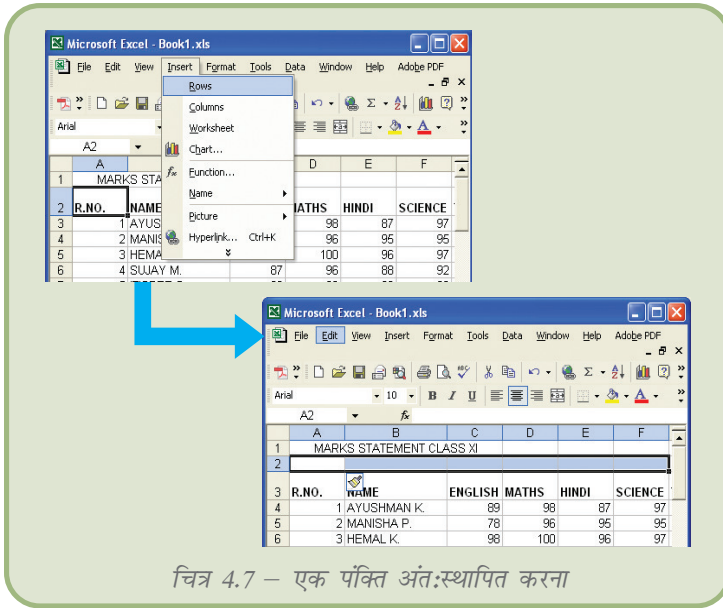 Microsoft Excel - Book1.xls
File Edit View Insert Format Tools Data Window Help Adobe PDF
Rows
Columns
Worksheet
Chart...
Function...
Name
Picture
Hyperlink... Ctrl+K
Arial
A2
A D E F
1 MARKS STA
2 R.NO. NAME MATHS HINDI SCIENCE
3 1 AYUS 98 87 97
4 2 MANIS 96 95 95
5 3 HEMA 100 96 97
6 4 SUJAY M. 87 96 88 92
Microsoft Excel - Book1.xls
File Edit View Insert Format Tools Data Window Help Adobe PDF
Arial 10 B I U
A2 fx
A B C D E F
1 MARKS STATEMENT CLASS XI
2
3 R.NO. NAME ENGLISH MATHS HINDI SCIENCE
4 1 AYUSHMAN K. 89 98 87 97
5 2 MANISHA P. 78 96 95 95
6 3 HEMAL K. 98 100 96 97
चित्र 4.7 – एक पंक्ति अंत:स्थापित करना